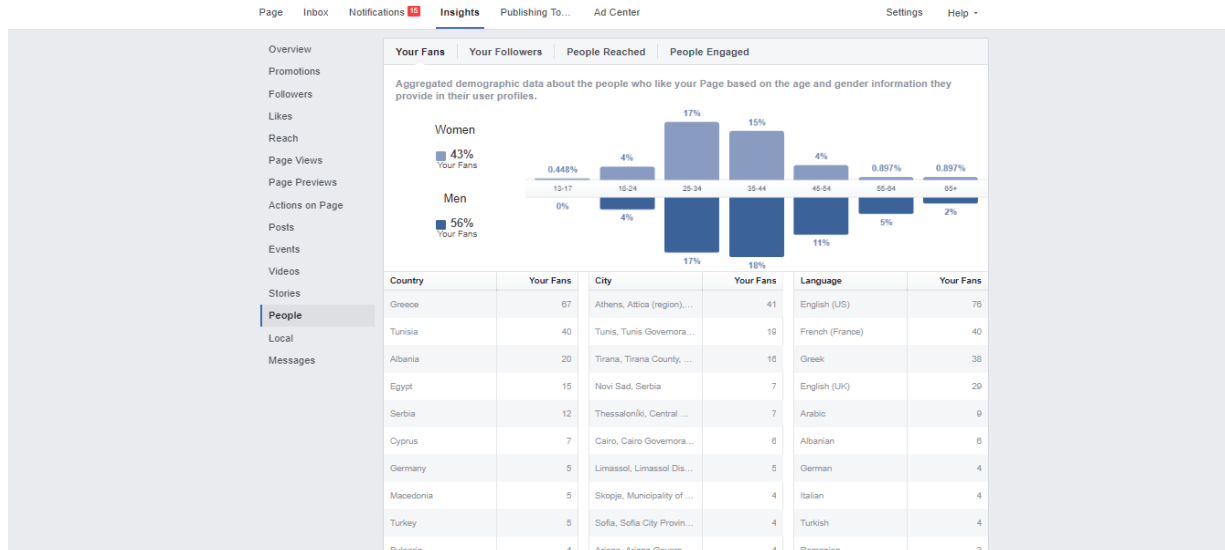 Page Inbox Notifications 15 Insights Publishing To... Ad Center Settings Help
Overview
Promotions
Followers
Likes
Reach
Page Views
Page Previews
Actions on Page
Posts
Events
Videos
Stories
People
Local
Messages
Your Fans Your Followers People Reached People Engaged
Aggregated demographic data about the people who like your Page based on the age and gender information they
provide in their user profiles.
Women
43%
Your Fans
0.448% 4% 17% 15% 4% 0.897% 0.897%
13-17 18-24 25-34 35-44 45-54 55-64 65+
Men
56%
Your Fans
0% 4% 17% 18% 11% 5% 2%
Country Your Fans City Your Fans Language Your Fans
Greece 67 Athens, Attica (region),... 41 English (US) 76
Tunisia 40 Tunis, Tunis Governora... 19 French (France) 40
Albania 20 Tirana, Tirana County, ... 16 Greek 38
Egypt 15 Novi Sad, Serbia 7 English (UK) 29
Serbia 12 Thessaloníki, Central ... 7 Arabic 9
Cyprus 7 Cairo, Cairo Governora... 6 Albanian 6
Germany 5 Limassol, Limassol Dis... 5 German 4
Macedonia 5 Skopje, Municipality of ... 4 Italian 4
Turkey 5 Sofia, Sofia City Provin... 4 Turkish 4